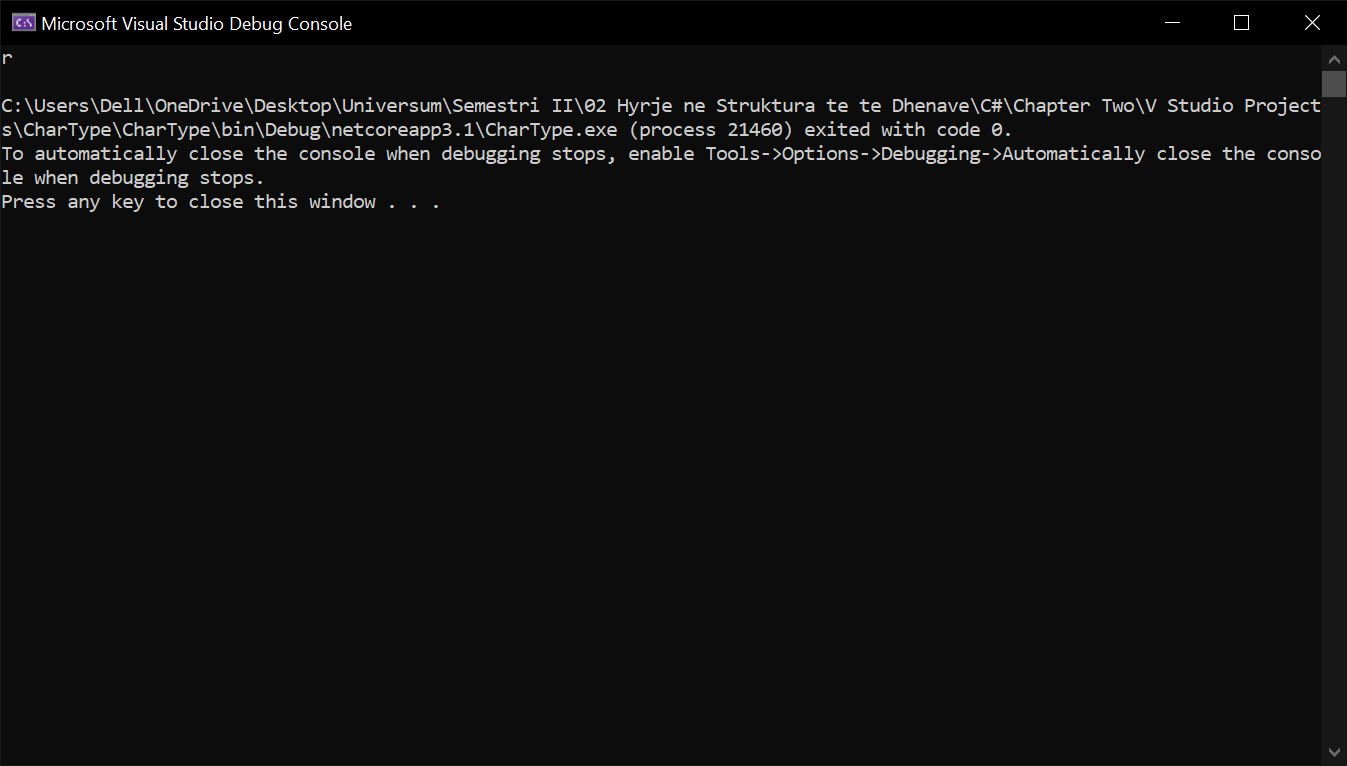 Microsoft Visual Studio Debug Console
r
C:\Users\Dell\OneDrive\Desktop\Universum\Semestri II\02 Hyrje ne Struktura te te Dhenave\C#\Chapter Two\V Studio Project
s\CharType\CharType\bin\Debug\netcoreapp3.1\CharType.exe (process 21460) exited with code 0.
To automatically close the console when debugging stops, enable Tools->Options->Debugging->Automatically close the conso
le when debugging stops.
Press any key to close this window . . .